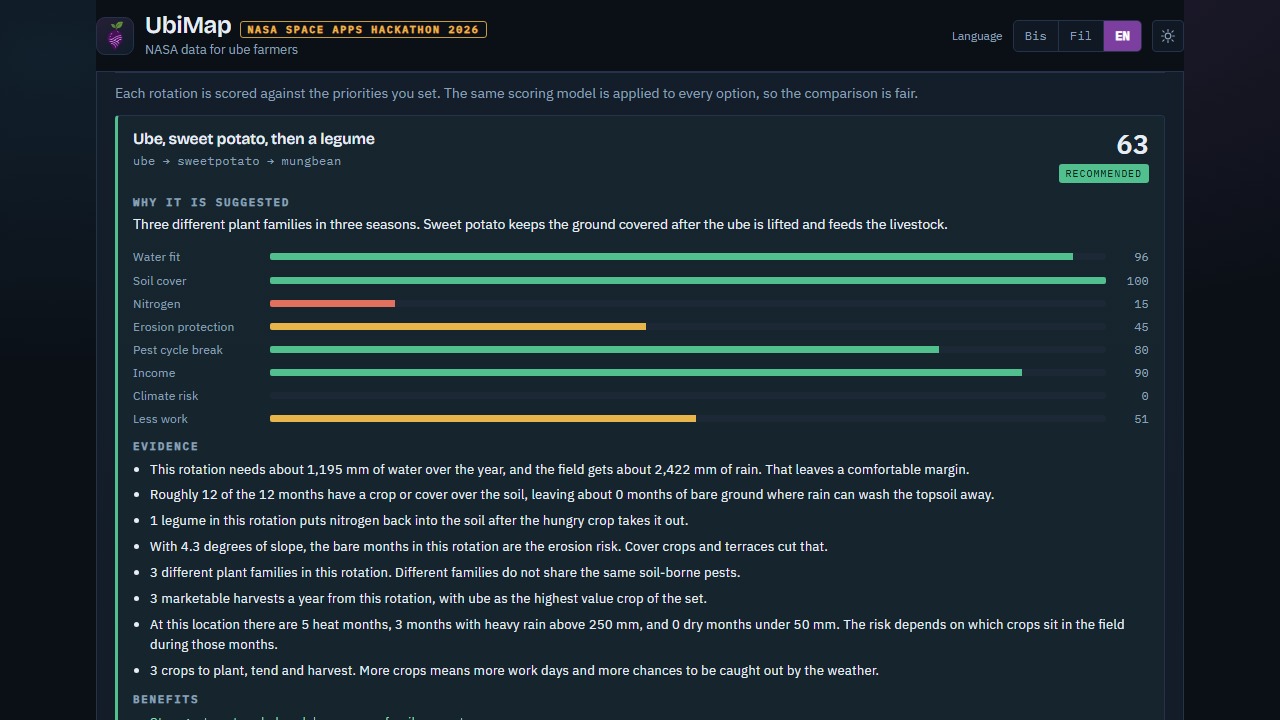 UbiMap
NASA SPACE APPS HACKATHON 2026
NASA data for ube farmers
Language
Bis
Fil
EN
Each rotation is scored against the priorities you set. The same scoring model is applied to every option, so the comparison is fair.
Ube, sweet potato, then a legume
63
ube → sweetpotato → mungbean
RECOMMENDED
WHY IT IS SUGGESTED
Three different plant families in three seasons. Sweet potato keeps the ground covered after the ube is lifted and feeds the livestock.
Water fit 96
Soil cover 100
Nitrogen 15
Erosion protection 45
Pest cycle break 80
Income 90
Climate risk 0
Less work 51
EVIDENCE
• This rotation needs about 1,195 mm of water over the year, and the field gets about 2,422 mm of rain. That leaves a comfortable margin.
• Roughly 12 of the 12 months have a crop or cover over the soil, leaving about 0 months of bare ground where rain can wash the topsoil away.
• 1 legume in this rotation puts nitrogen back into the soil after the hungry crop takes it out.
• With 4.3 degrees of slope, the bare months in this rotation are the erosion risk. Cover crops and terraces cut that.
• 3 different plant families in this rotation. Different families do not share the same soil-borne pests.
• 3 marketable harvests a year from this rotation, with ube as the highest value crop of the set.
• At this location there are 5 heat months, 3 months with heavy rain above 250 mm, and 0 dry months under 50 mm. The risk depends on which crops sit in the field
during those months.
• 3 crops to plant, tend and harvest. More crops means more work days and more chances to be caught out by the weather.
BENEFITS